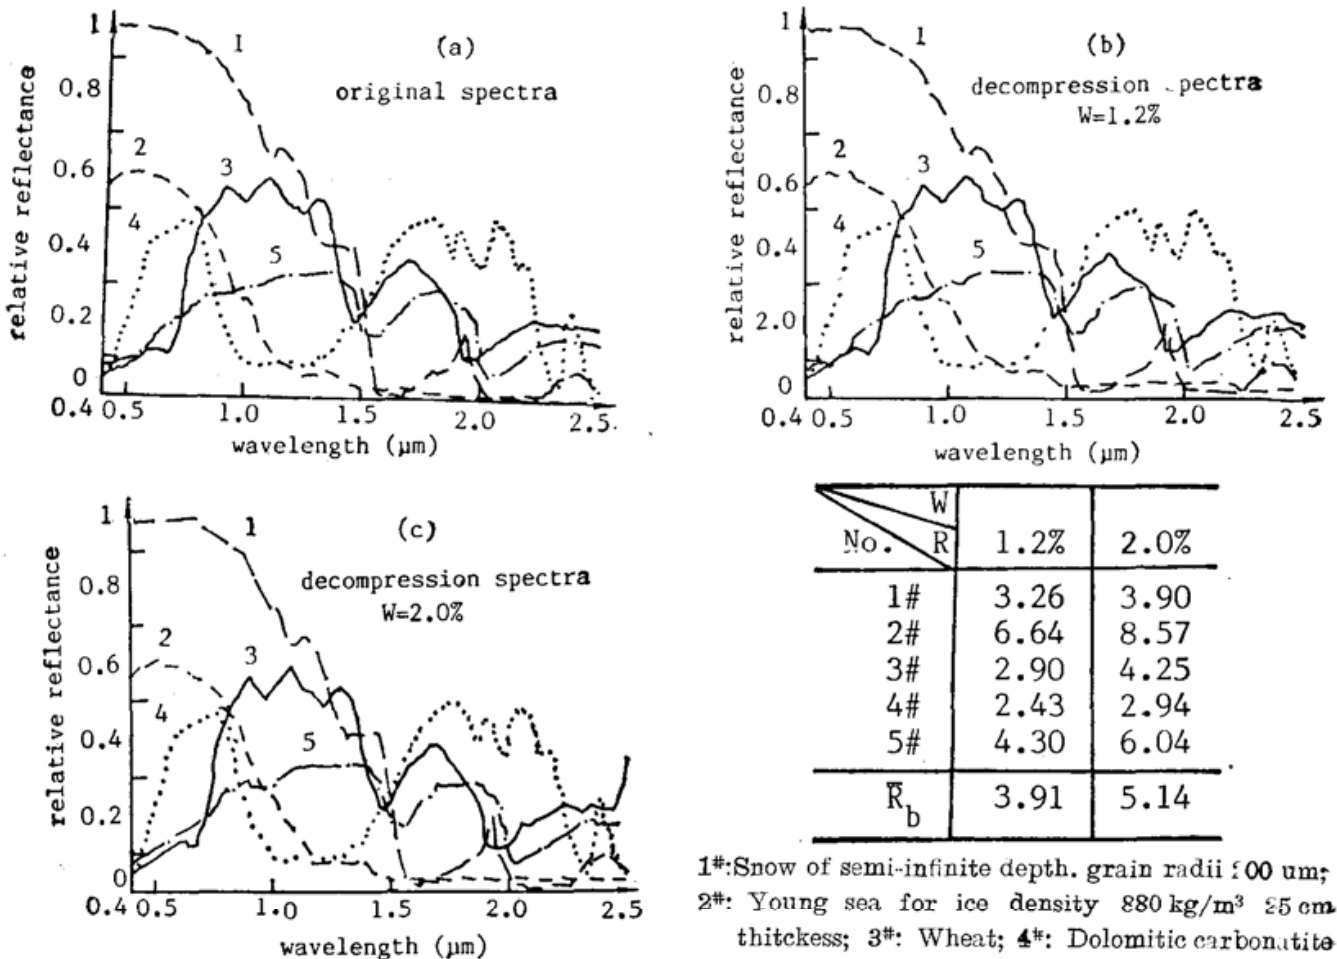 (a)
original spectra
1
0.8
0.6
0.4
0.2
0
relative reflectance
1
2
3
4
5
0.4 0.5 1.0 1.5 2.0 2.5
wavelength (µm)
(b)
decompression pectra
W=1.2%
1
0.8
0.6
0.4
2.0
0
relative reflectance
1
2
3
4
5
0.4 0.5 1.0 1.5 2.0 2.5
wavelength (µm)
(c)
decompression spectra
W=2.0%
1
0.8
0.6
0.4
0.2
0
relative reflectance
1
2
3
4
5
0.4 0.5 1.0 1.5 2.0 2.5
wavelength (µm)
W
No. R 1.2% 2.0%
1# 3.26 3.90
2# 6.64 8.57
3# 2.90 4.25
4# 2.43 2.94
5# 4.30 6.04
R̅b 3.91 5.14
1#:Snow of semi-infinite depth. grain radii 00 um;
2#: Young sea for ice density 880 kg/m³ cm
thitckess; 3#: Wheat; 4#: Dolomitic carbonatite